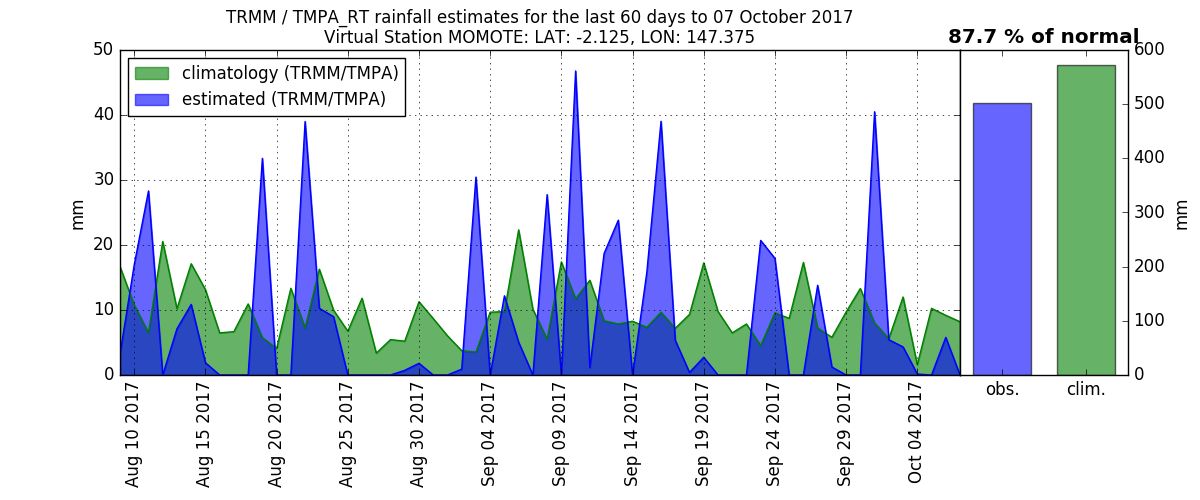 TRMM / TMPA_RT rainfall estimates for the last 60 days to 07 October 2017
Virtual Station MOMOTE: LAT: -2.125, LON: 147.375
87.7 % of normal
climatology (TRMM/TMPA)
estimated (TRMM/TMPA)
mm
50
40
30
20
10
0
Aug 10 2017
Aug 15 2017
Aug 20 2017
Aug 25 2017
Aug 30 2017
Sep 04 2017
Sep 09 2017
Sep 14 2017
Sep 19 2017
Sep 24 2017
Sep 29 2017
Oct 04 2017
obs.
clim.
600
500
400
300
200
100
0
mm